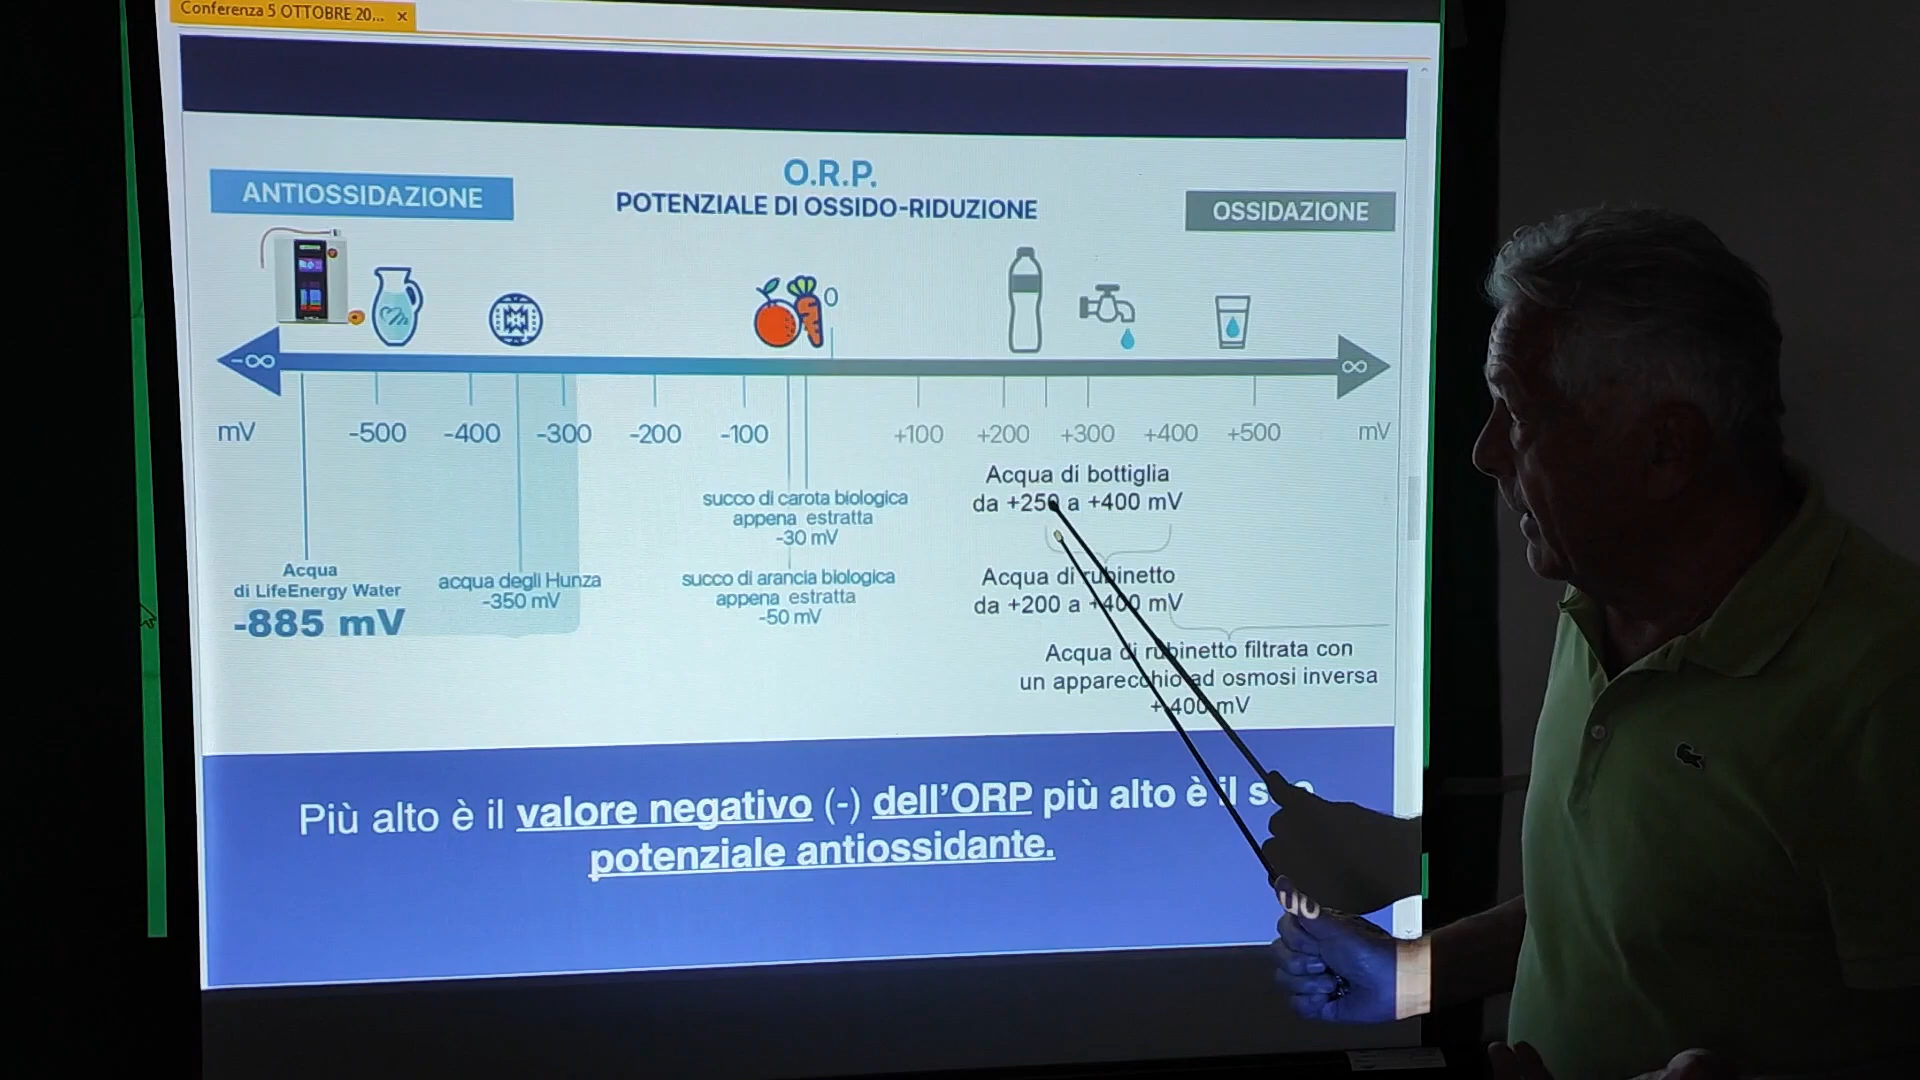 Conferenza 5 OTTOBRE 20... ×
O.R.P.
ANTIOSSIDAZIONE
POTENZIALE DI OSSIDO-RIDUZIONE
OSSIDAZIONE
0
-∞
∞
mV -500 -400 -300 -200 -100 +100 +200 +300 +400 +500 mV
Acqua
di LifeEnergy Water
-885 mV
acqua degli Hunza
-350 mV
succo di carota biologica
appena estratta
-30 mV
succo di arancia biologica
appena estratta
-50 mV
Acqua di bottiglia
da +250 a +400 mV
Acqua di rubinetto
da +200 a +400 mV
Acqua di rubinetto filtrata con
un apparecchio ad osmosi inversa
+ 400 mV
Più alto è il valore negativo (-) dell'ORP più alto è il suo
potenziale antiossidante.